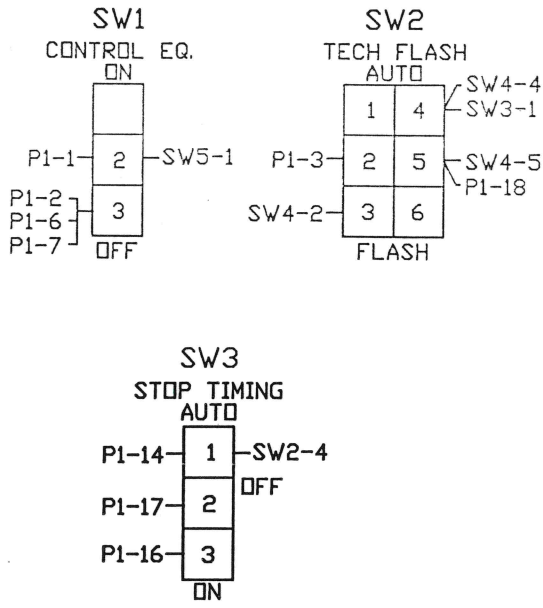 SW1
CONTROL EQ.
ON
P1-1
2
SW5-1
P1-2
P1-6
P1-7
3
OFF
SW2
TECH FLASH
AUTO
1
4
SW4-4
SW3-1
P1-3
2
5
SW4-5
P1-18
SW4-2
3
6
FLASH
SW3
STOP TIMING
AUTO
P1-14
1
SW2-4
OFF
P1-17
2
P1-16
3
ON